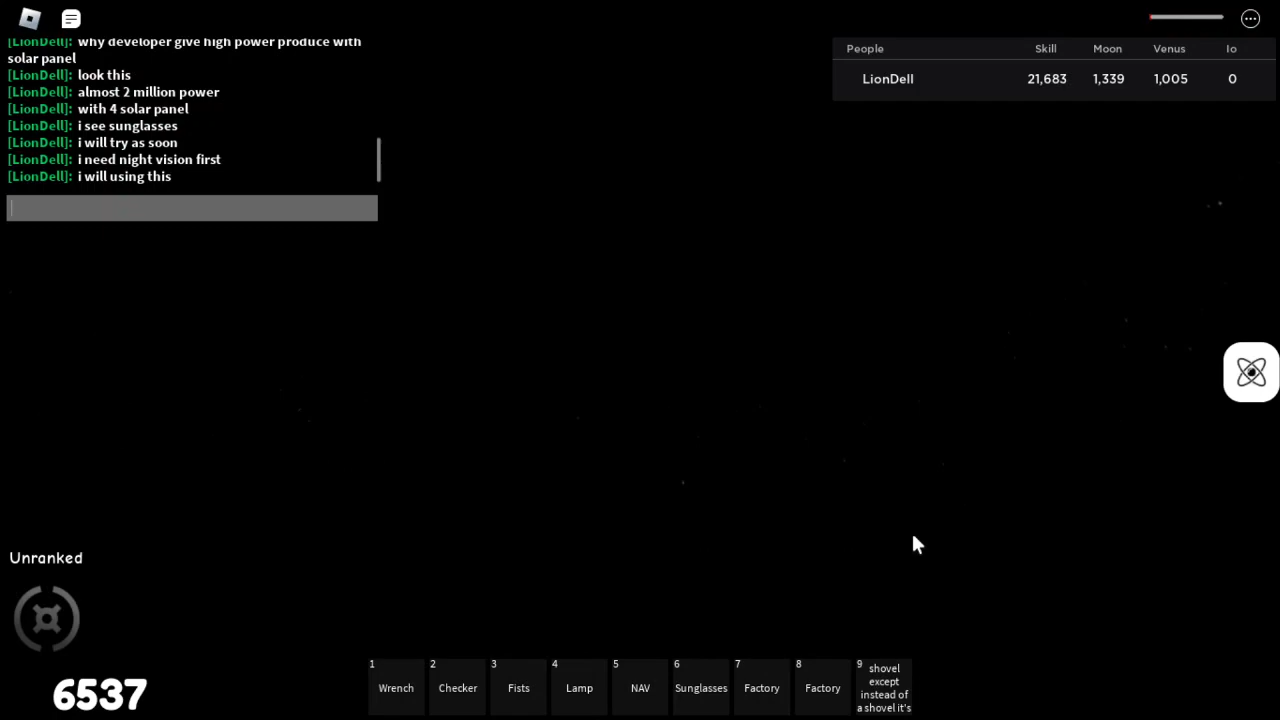 [LionDell]: why developer give high power produce with
solar panel
[LionDell]: look this
[LionDell]: almost 2 million power
[LionDell]: with 4 solar panel
[LionDell]: i see sunglasses
[LionDell]: i will try as soon
[LionDell]: i need night vision first
[LionDell]: i will using this
People Skill Moon Venus Io
LionDell 21,683 1,339 1,005 0
Unranked
6537
1 2 3 4 5 6 7 8 9
Wrench Checker Fists Lamp NAV Sunglasses Factory Factory
shovel
except
instead of
a shovel it's